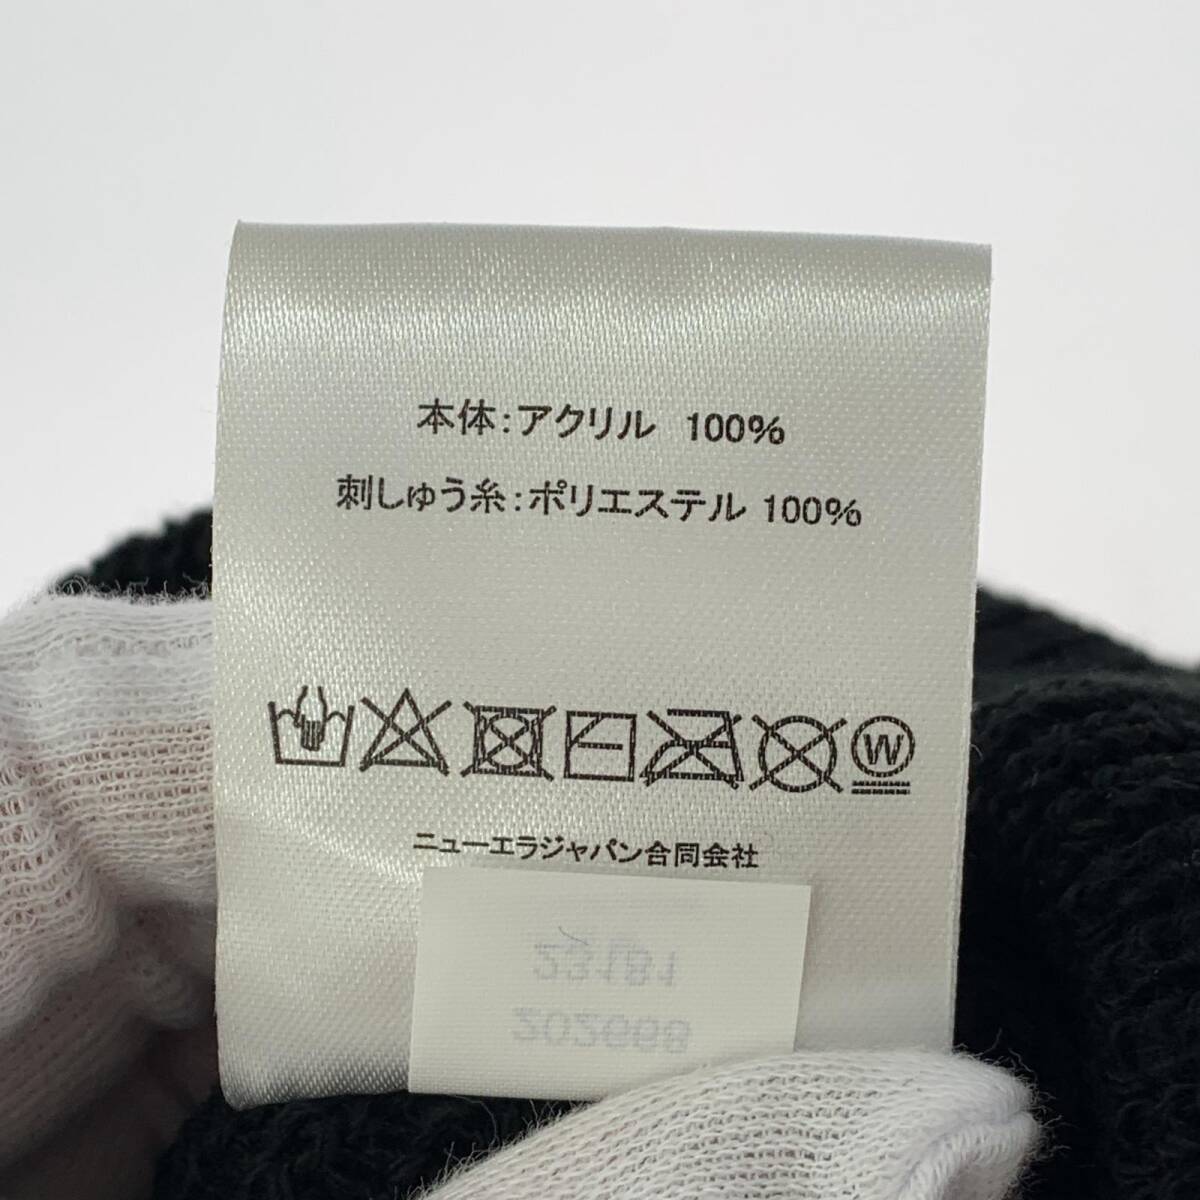 本体:アクリル 100%
刺しゅう糸:ポリエステル 100%
W
ニューエラジャパン合同会社
23181